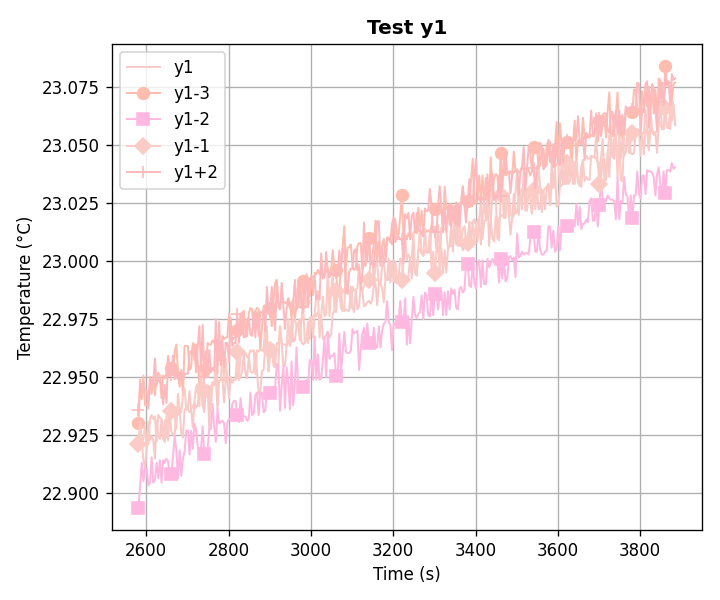 Test y1
y1
y1-3
y1-2
y1-1
y1+2
23.075
23.050
23.025
23.000
22.975
22.950
22.925
22.900
Temperature (°C)
2600 2800 3000 3200 3400 3600 3800
Time (s)